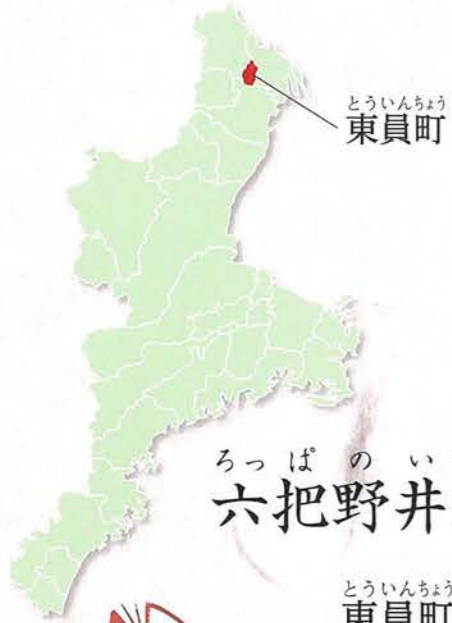 とういんちょう
東員町
ろっぱのい
六把野井
とういんちょう
東員町